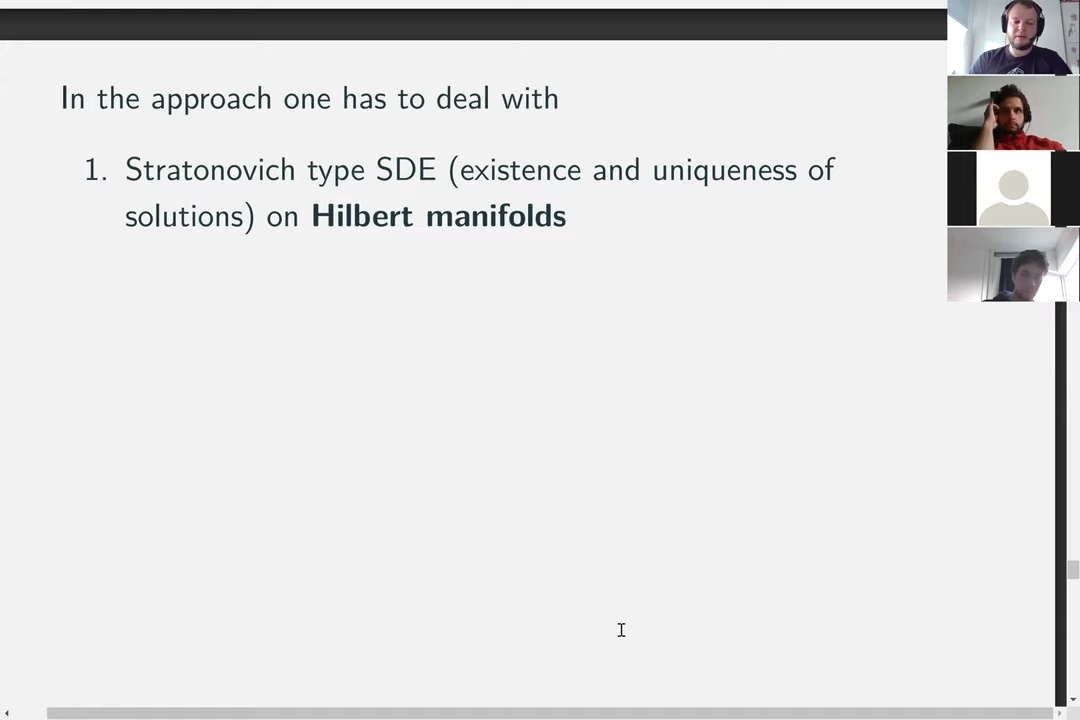 In the approach one has to deal with
1. Stratonovich type SDE (existence and uniqueness of
solutions) on Hilbert manifolds